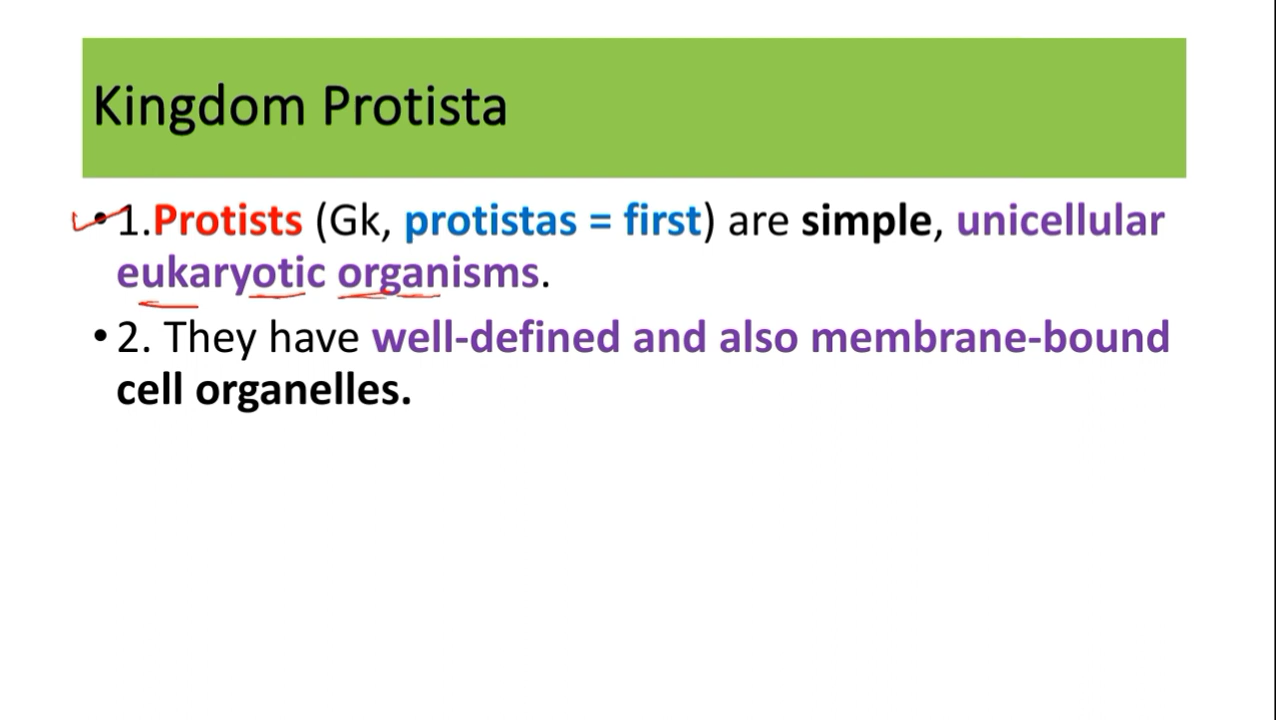 Kingdom Protista
• 1.Protists (Gk, protistas = first) are simple, unicellular
eukaryotic organisms.
• 2. They have well-defined and also membrane-bound
cell organelles.